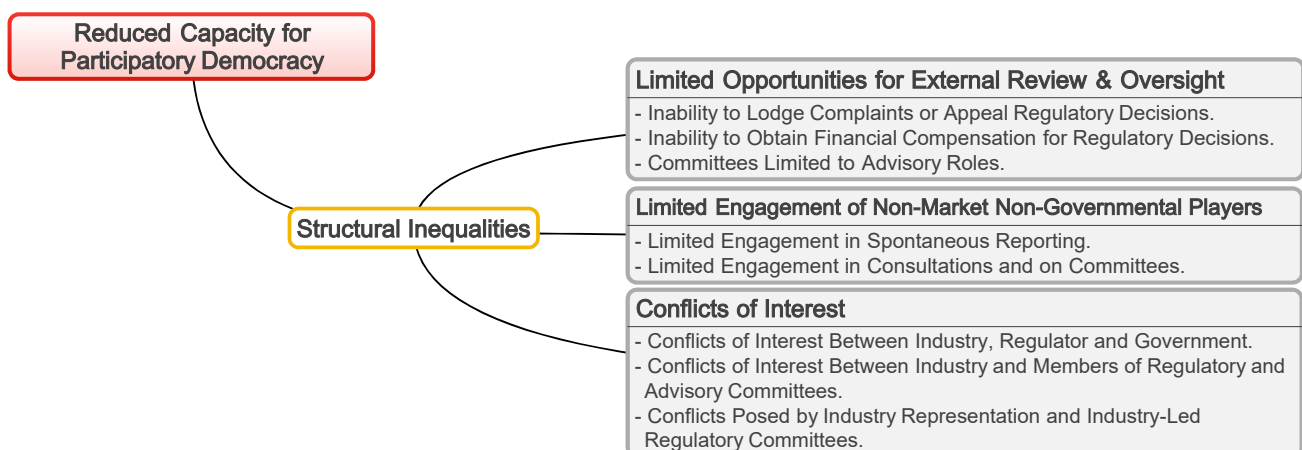 Reduced Capacity for
Participatory Democracy
Structural Inequalities
Limited Opportunities for External Review & Oversight
- Inability to Lodge Complaints or Appeal Regulatory Decisions.
- Inability to Obtain Financial Compensation for Regulatory Decisions.
- Committees Limited to Advisory Roles.
Limited Engagement of Non-Market Non-Governmental Players
- Limited Engagement in Spontaneous Reporting.
- Limited Engagement in Consultations and on Committees.
Conflicts of Interest
- Conflicts of Interest Between Industry, Regulator and Government.
- Conflicts of Interest Between Industry and Members of Regulatory and
Advisory Committees.
- Conflicts Posed by Industry Representation and Industry-Led
Regulatory Committees.